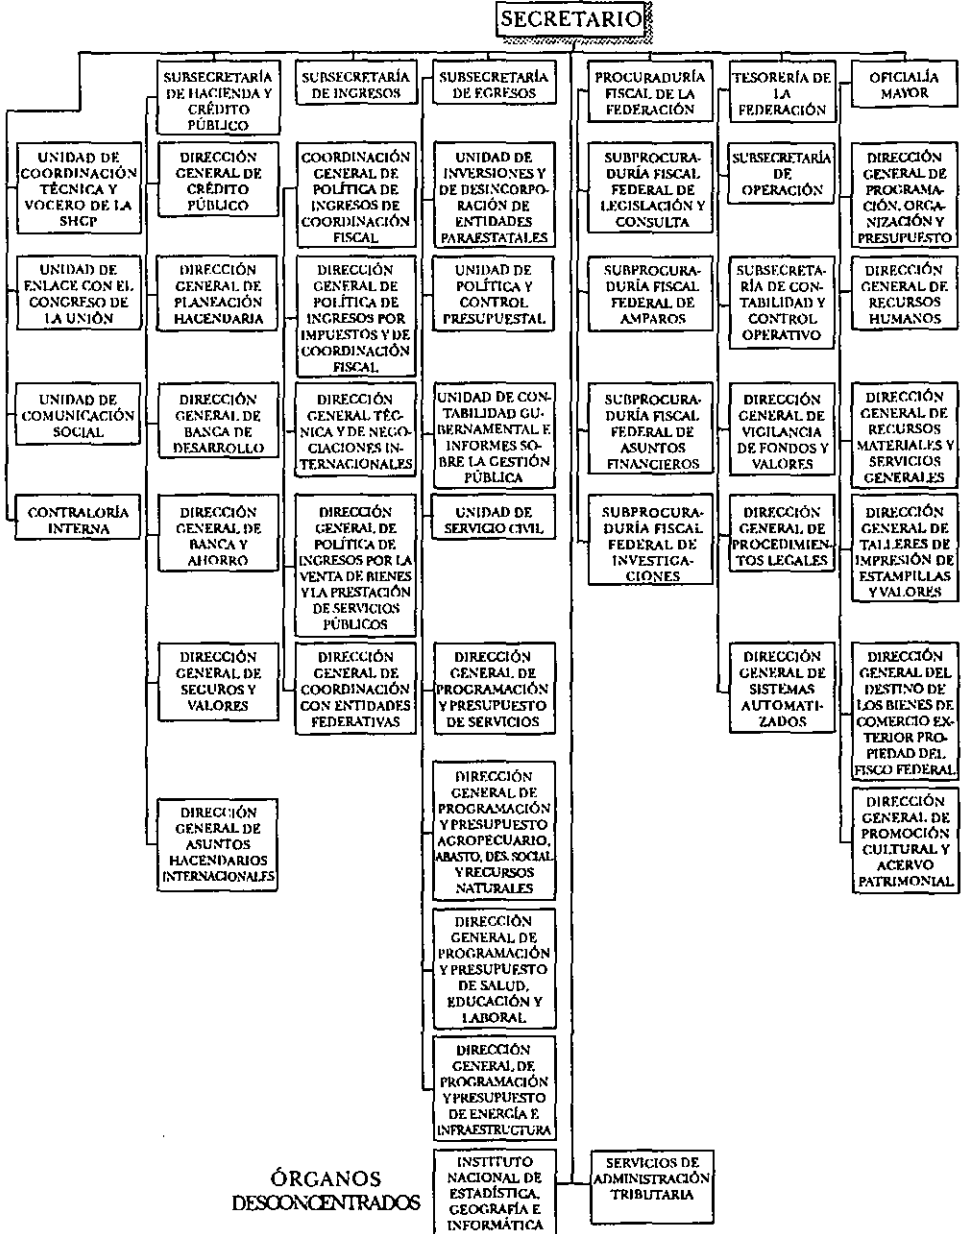 SECRETARIO
SUBSECRETARÍA
DE HACIENDA Y
CRÉDITO
PÚBLICO
SUBSECRETARÍA
DE INGRESOS
SUBSECRETARÍA
DE EGRESOS
PROCURADURÍA
FISCAL DE LA
FEDERACIÓN
TESORERÍA DE
LA
FEDERACIÓN
OFICIALÍA
MAYOR
UNIDAD DE
COORDINACIÓN
TÉCNICA Y
VOCERO DE LA
SHCP
UNIDAD DE
ENLACE CON EL
CONGRESO DE
LA UNIÓN
UNIDAD DE
COMUNICACIÓN
SOCIAL
CONTRALORÍA
INTERNA
DIRECCIÓN
GENERAL DE
CRÉDITO
PÚBLICO
DIRECCIÓN
GENERAL
DE PLANEACIÓN
HACENDARIA
DIRECCIÓN
GENERAL DE
BANCA DE
DESARROLLO
DIRECCIÓN
GENERAL DE
BANCA Y
AHORRO
DIRECCIÓN
GENERAL DE
SEGUROS Y
VALORES
DIRECCIÓN
GENERAL DE
ASUNTOS
HACENDARIOS
INTERNACIONALES
COORDINACIÓN
GENERAL DE
POLÍTICA DE
INGRESOS DE
COORDINACIÓN
FISCAL
DIRECCIÓN
GENERAL DE
POLÍTICA DE
INGRESOS POR
IMPUESTOS Y DE
COORDINACIÓN
FISCAL
DIRECCIÓN
GENERAL TÉC-
NICA Y DE NEGO-
CIACIONES IN-
TERNACIONALES
DIRECCIÓN
GENERAL DE
POLÍTICA DE
INGRESOS POR LA
VENTA DE BIENES
Y LA PRESTACIÓN
DE SERVICIOS
PÚBLICOS
DIRECCIÓN
GENERAL DE
COORDINACIÓN
CON ENTIDADES
FEDERATIVAS
UNIDAD DE
INVERSIONES Y
DE DESINCORPO-
RACIÓN DE
ENTIDADES
PARAESTATALES
UNIDAD DE
POLÍTICA Y
CONTROL
PRESUPUESTAL
UNIDAD DE CON-
TABILIDAD GU-
BERNAMENTAL E
INFORMES SO-
BRE LA GESTIÓN
PÚBLICA
UNIDAD DE
SERVICIO CIVIL
DIRECCIÓN
GENERAL DE
PROGRAMACIÓN
Y PRESUPUESTO
DE SERVICIOS
DIRECCIÓN
GENERAL DE
PROGRAMACIÓN
Y PRESUPUESTO
AGROPECUARIO,
ABASTO, DES. SOCIAL
Y RECURSOS
NATURALES
DIRECCIÓN
GENERAL DE
PROGRAMACIÓN
Y PRESUPUESTO
DE SALUD,
EDUCACIÓN Y
LABORAL
DIRECCIÓN
GENERAL DE
PROGRAMACIÓN
Y PRESUPUESTO
DE ENERGÍA E
INFRAESTRUCTURA
SUBPROCURA-
DURÍA FISCAL
FEDERAL DE
LEGISLACIÓN Y
CONSULTA
SUBPROCURA-
DURÍA FISCAL
FEDERAL DE
AMPAROS
SUBPROCURA-
DURÍA FISCAL
FEDERAL DE
ASUNTOS
FINANCIEROS
SUBPROCURA-
DURÍA FISCAL
FEDERAL DE
INVESTIGA-
CIONES
SUBSECRETARÍA
DE
OPERACIÓN
SUBSECRETA-
RÍA DE CON-
TABILIDAD Y
CONTROL
OPERATIVO
DIRECCIÓN
GENERAL DE
VIGILANCIA
DE FONDOS Y
VALORES
DIRECCIÓN
GENERAL DE
PROCEDIMIEN-
TOS LEGALES
DIRECCIÓN
GENERAL DE
SISTEMAS
AUTOMATI-
ZADOS
DIRECCIÓN
GENERAL DE
PROGRAMA-
CIÓN, ORGA-
NIZACIÓN Y
PRESUPUESTO
DIRECCIÓN
GENERAL DE
RECURSOS
HUMANOS
DIRECCIÓN
GENERAL DE
RECURSOS
MATERIALES Y
SERVICIOS
GENERALES
DIRECCIÓN
GENERAL DE
TALLERES DE
IMPRESIÓN DE
ESTAMPILLAS
Y VALORES
DIRECCIÓN
GENERAL DEL
DESTINO DE
LOS BIENES DE
COMERCIO EX-
TERIOR PRO-
PIEDAD DEL
FISCO FEDERAL
DIRECCIÓN
GENERAL DE
PROMOCIÓN
CULTURAL Y
ACERVO
PATRIMONIAL
ÓRGANOS
DESCONCENTRADOS
INSTITUTO
NACIONAL DE
ESTADÍSTICA,
GEOGRAFÍA E
INFORMÁTICA
SERVICIOS DE
ADMINISTRACIÓN
TRIBUTARIA